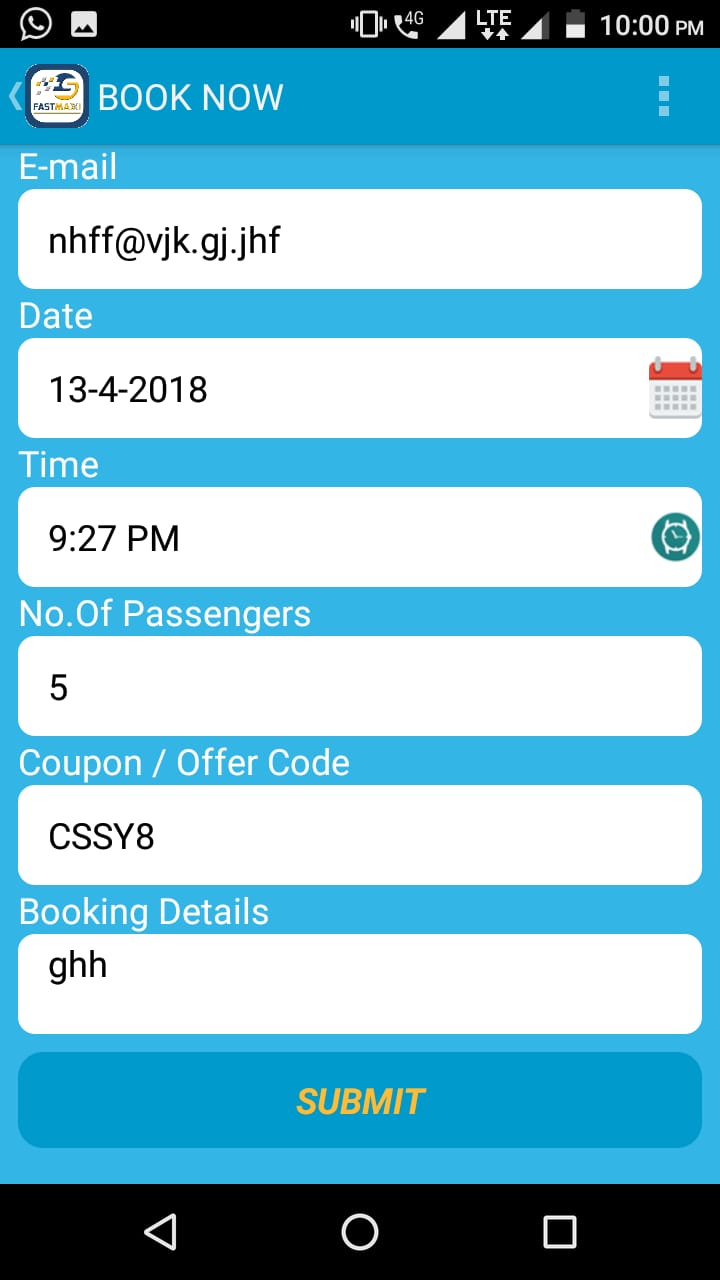 4G LTE 10:00 PM
FASTMAXI BOOK NOW
E-mail
nhff@vjk.gj.jhf
Date
13-4-2018
Time
9:27 PM
No.Of Passengers
5
Coupon / Offer Code
CSSY8
Booking Details
ghh
SUBMIT